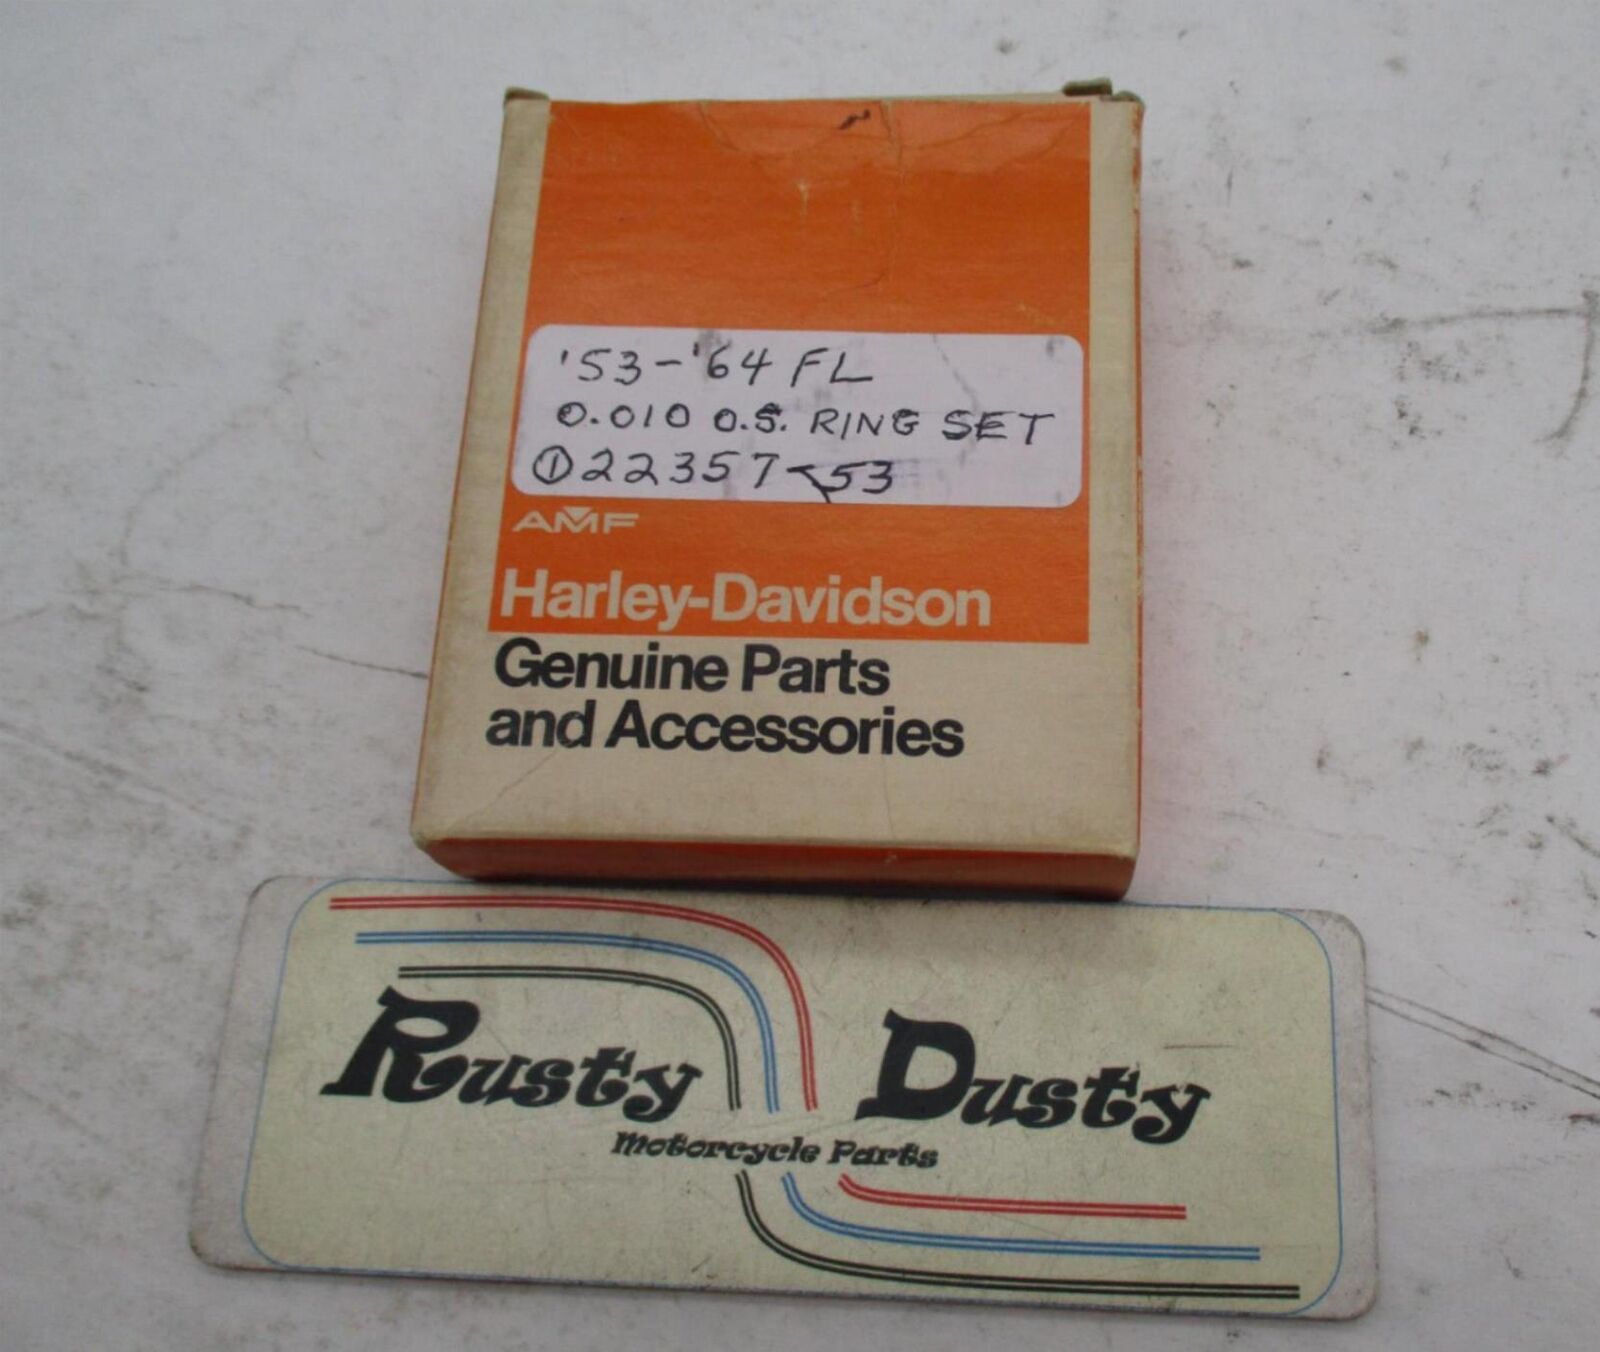 '53-'64 FL
0.010 O.S. RING SET
① 22357-53
AMF
Harley-Davidson
Genuine Parts
and Accessories
Rusty Dusty
Motorcycle Parts